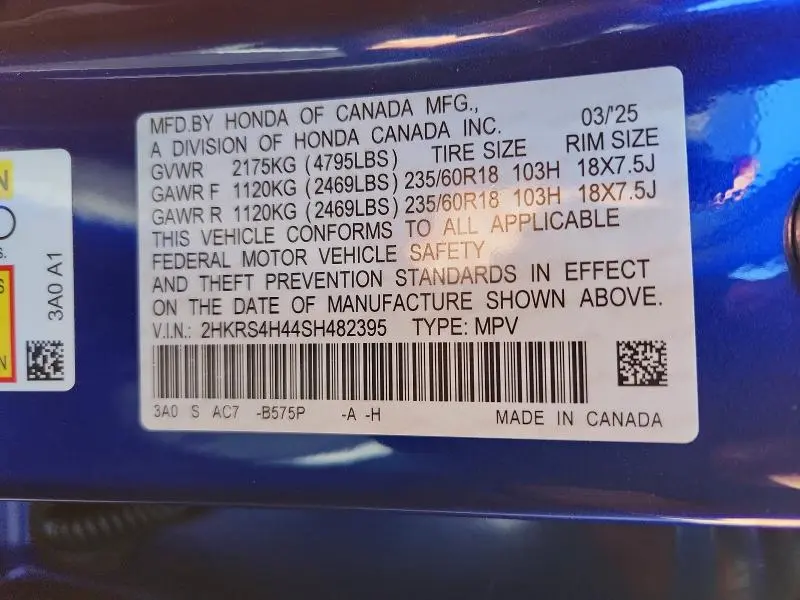 MFD.BY HONDA OF CANADA MFG., 03/'25
A DIVISION OF HONDA CANADA INC.
GVWR 2175KG (4795LBS) TIRE SIZE RIM SIZE
GAWR F 1120KG (2469LBS) 235/60R18 103H 18X7.5J
GAWR R 1120KG (2469LBS) 235/60R18 103H 18X7.5J
THIS VEHICLE CONFORMS TO ALL APPLICABLE
FEDERAL MOTOR VEHICLE SAFETY
AND THEFT PREVENTION STANDARDS IN EFFECT
ON THE DATE OF MANUFACTURE SHOWN ABOVE.
V.I.N.: 2HKRS4H44SH482395 TYPE: MPV
3A0 S AC7 -B575P -A -H MADE IN CANADA
3A0 A1